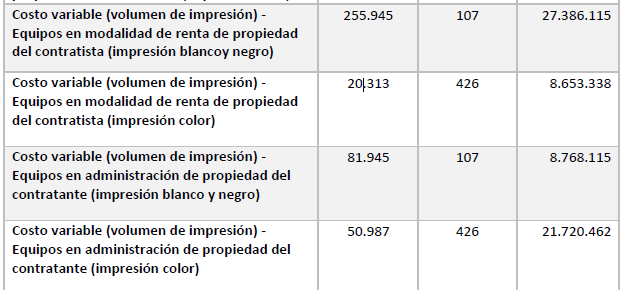 Costo variable (volumen de impresión) - 255.945 107 27.386.115
Equipos en modalidad de renta de propiedad
del contratista (impresión blancoy negro)
Costo variable (volumen de impresión) - 20.313 426 8.653.338
Equipos en modalidad de renta de propiedad
del contratista (impresión color)
Costo variable (volumen de impresión) - 81.945 107 8.768.115
Equipos en administración de propiedad del
contratante (impresión blanco y negro)
Costo variable (volumen de impresión) - 50.987 426 21.720.462
Equipos en administración de propiedad del
contratante (impresión color)